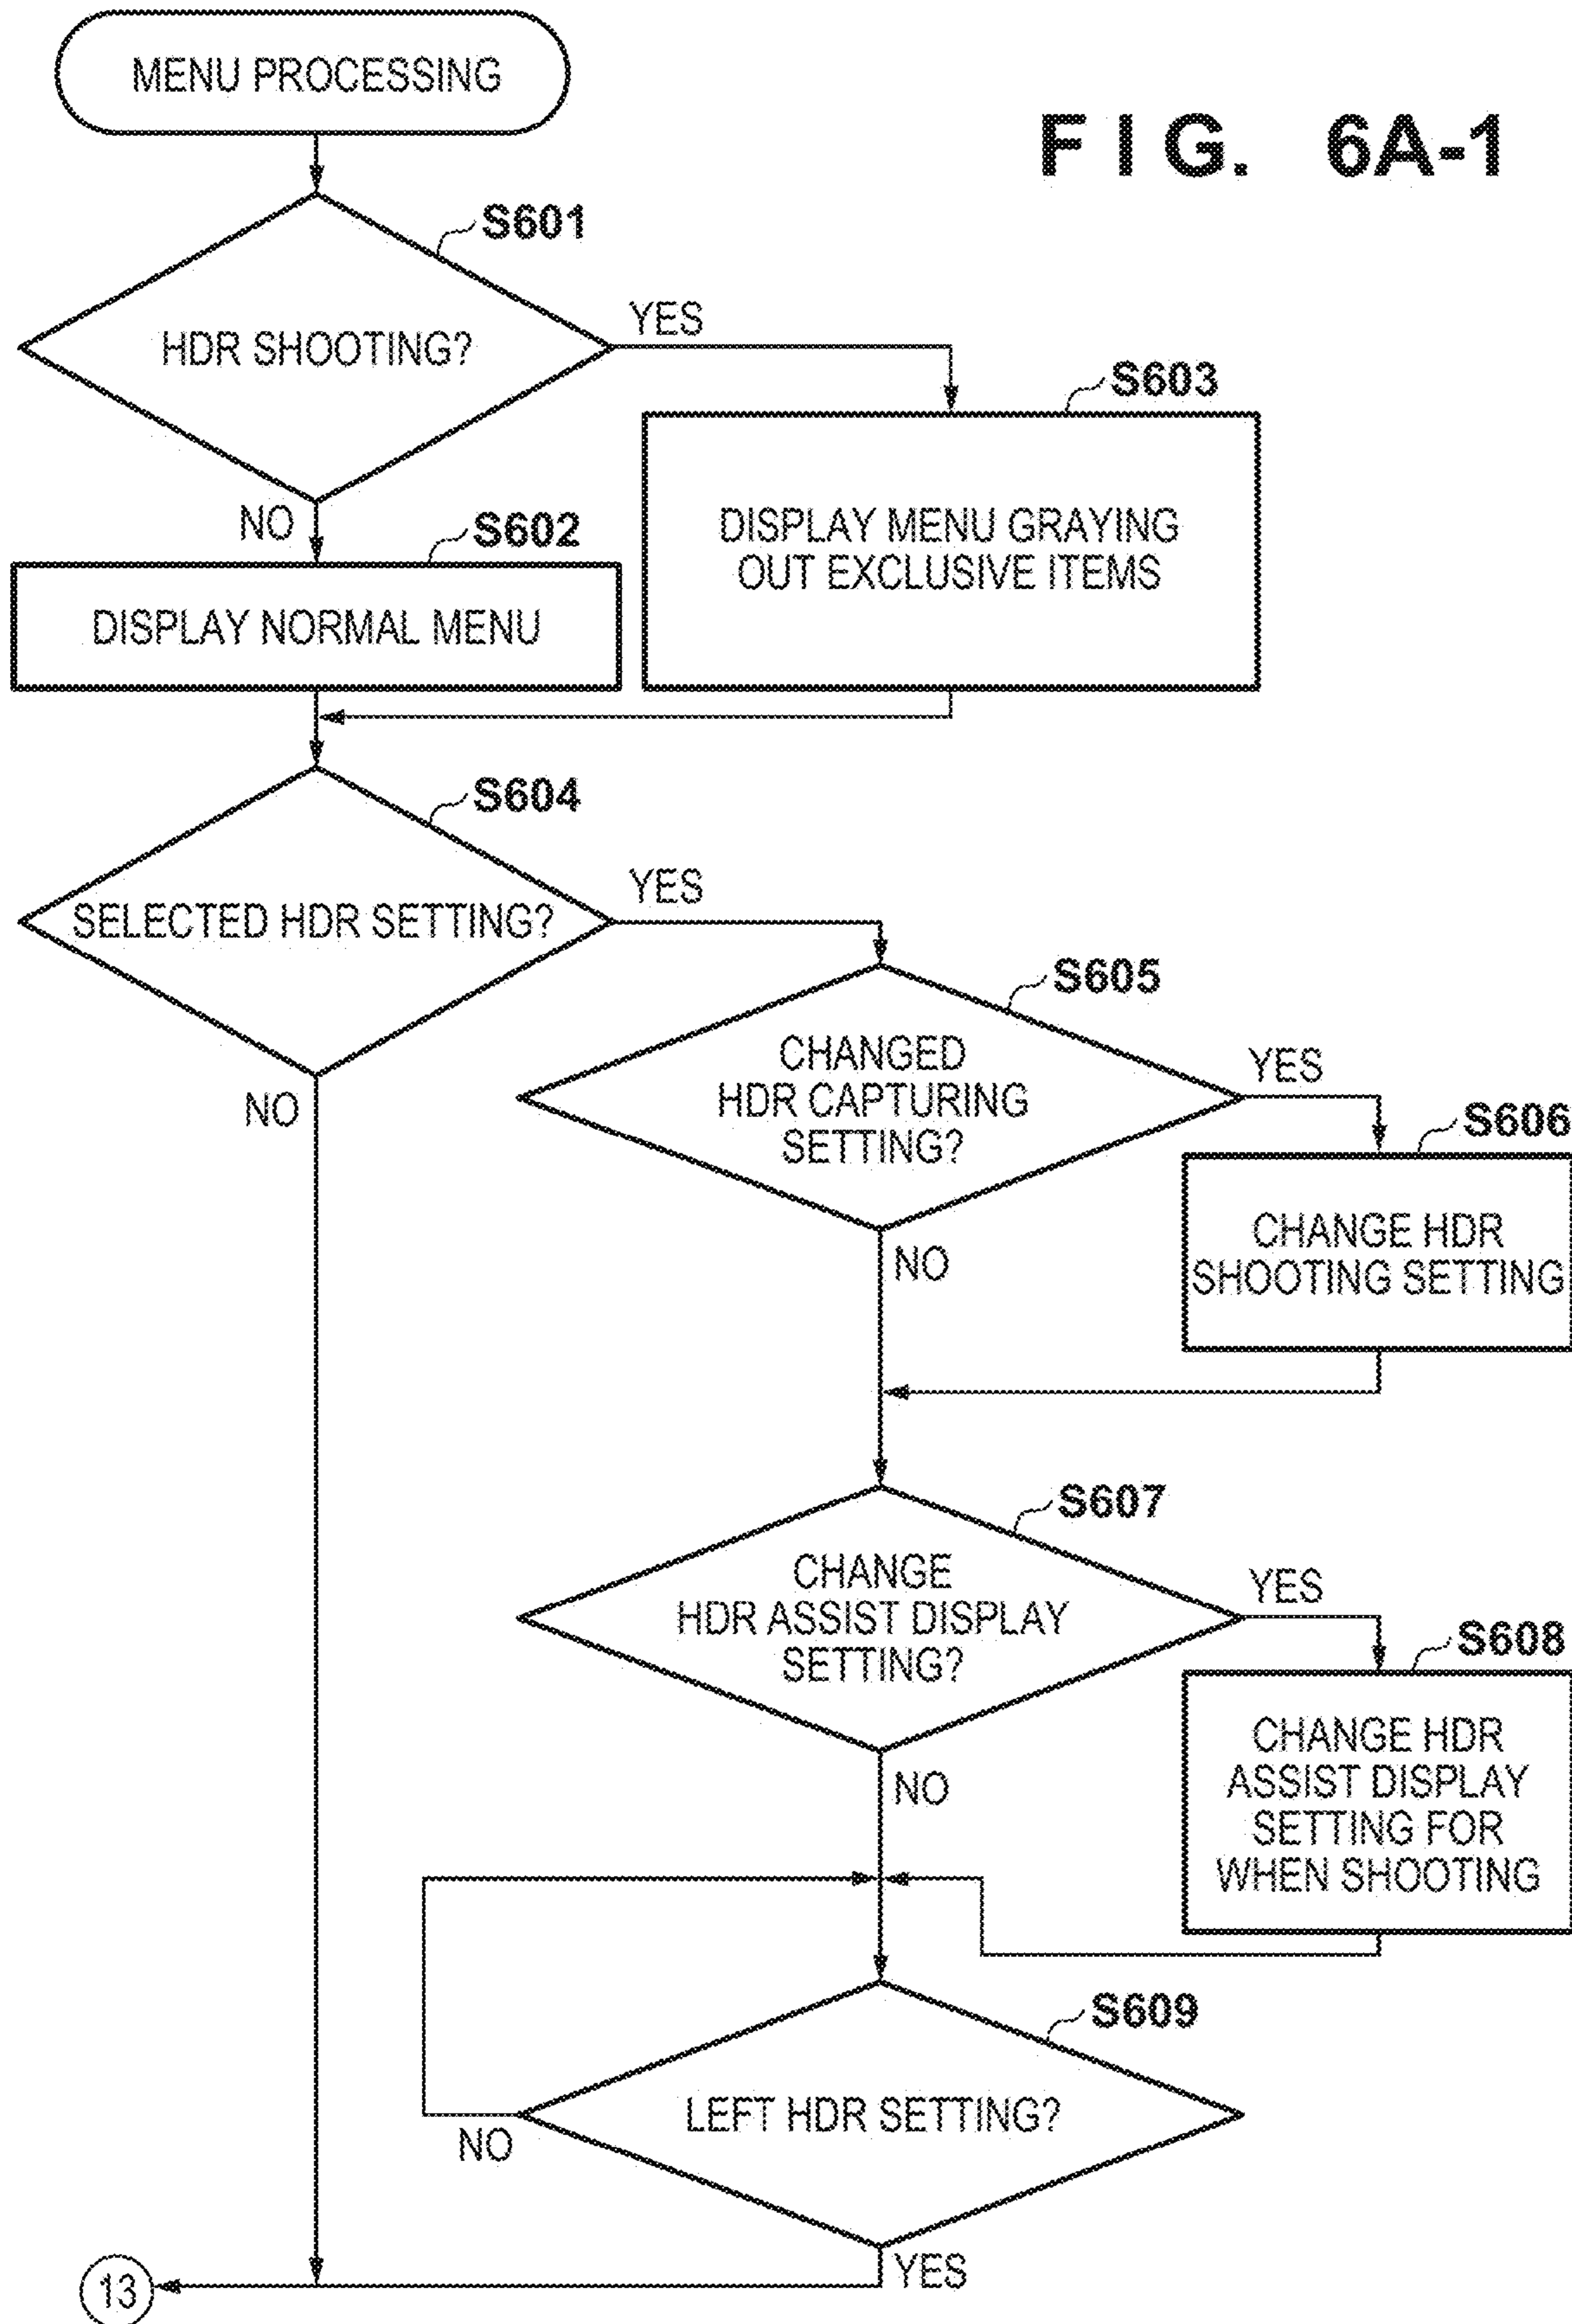 MENU PROCESSING
FIG. 6A-1
S601
HDR SHOOTING?
YES
NO
S603
DISPLAY MENU GRAYING
OUT EXCLUSIVE ITEMS
S602
DISPLAY NORMAL MENU
S604
SELECTED HDR SETTING?
YES
NO
S605
CHANGED
HDR CAPTURING
SETTING?
YES
NO
S606
CHANGE HDR
SHOOTING SETTING
S607
CHANGE
HDR ASSIST DISPLAY
SETTING?
YES
NO
S608
CHANGE HDR
ASSIST DISPLAY
SETTING FOR
WHEN SHOOTING
S609
LEFT HDR SETTING?
NO
YES
13